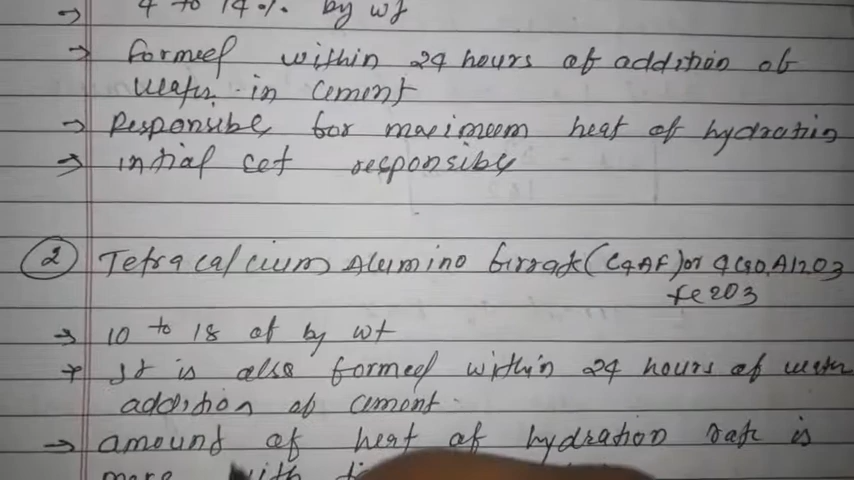 → 4 to 14% by wt
→ formed within 24 hours of addition of
water in cement
→ Responsible for maximum heat of hydration
→ initial set responsible
② Tetra calcium Alumino ferrate (C4AF) or 4CaO.Al2O3
Fe2O3
→ 10 to 18 of by wt
→ It is also formed within 24 hours of water
addition of cement.
→ amount of heat of hydration rate is
more with